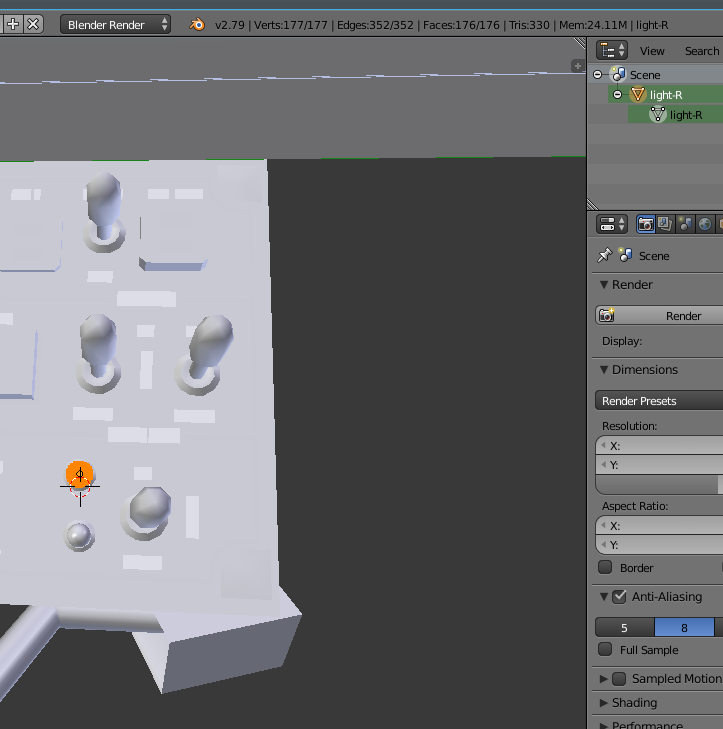 Blender Render
v2.79 | Verts:177/177 | Edges:352/352 | Faces:176/176 | Tris:330 | Mem:24.11M | light-R
View Search
Scene
light-R
light-R
Scene
Render
Render
Display:
Dimensions
Render Presets
Resolution:
X:
Y:
Aspect Ratio:
X:
Y:
Border
Anti-Aliasing
5 8
Full Sample
Sampled Motion
Shading
Performance